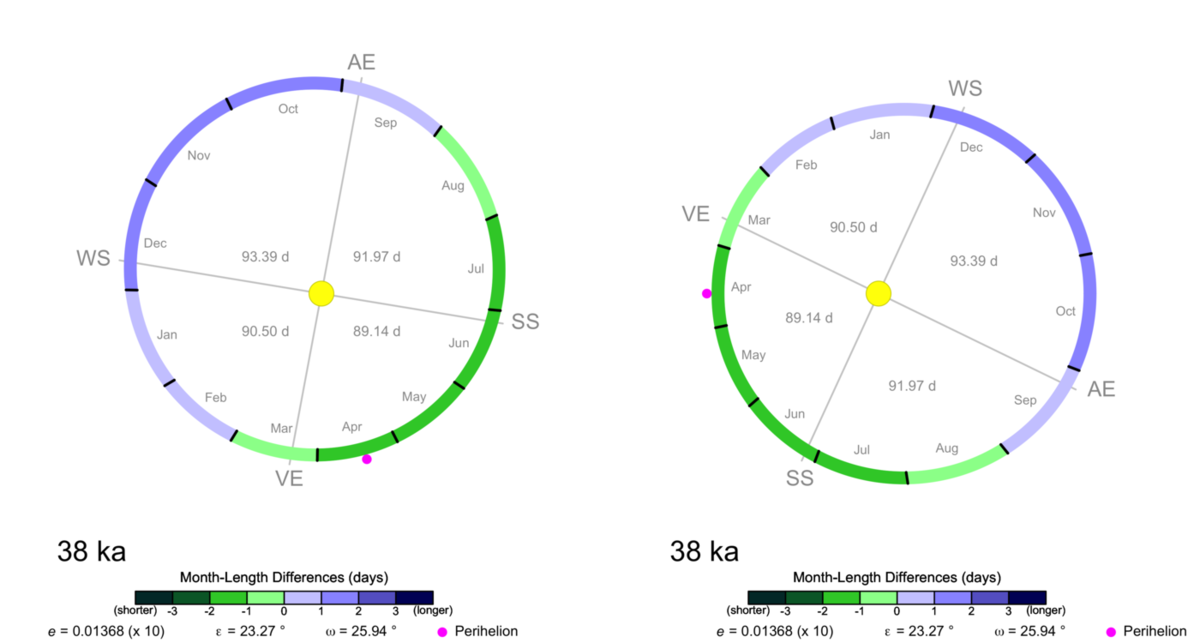 AE
Oct
Sep
Nov
Aug
Dec
WS
93.39 d
91.97 d
Jul
90.50 d
89.14 d
SS
Jan
Jun
Feb
May
Mar
Apr
VE
38 ka
Month-Length Differences (days)
(shorter) -3 -2 -1 0 1 2 3 (longer)
e = 0.01368 (x 10) ε = 23.27 ° ω = 25.94 ° Perihelion
WS
Jan
Dec
Feb
VE
Mar
Nov
90.50 d
93.39 d
Apr
89.14 d
Oct
May
91.97 d
AE
Jun
Sep
Jul
Aug
SS
38 ka
Month-Length Differences (days)
(shorter) -3 -2 -1 0 1 2 3 (longer)
e = 0.01368 (x 10) ε = 23.27 ° ω = 25.94 ° Perihelion